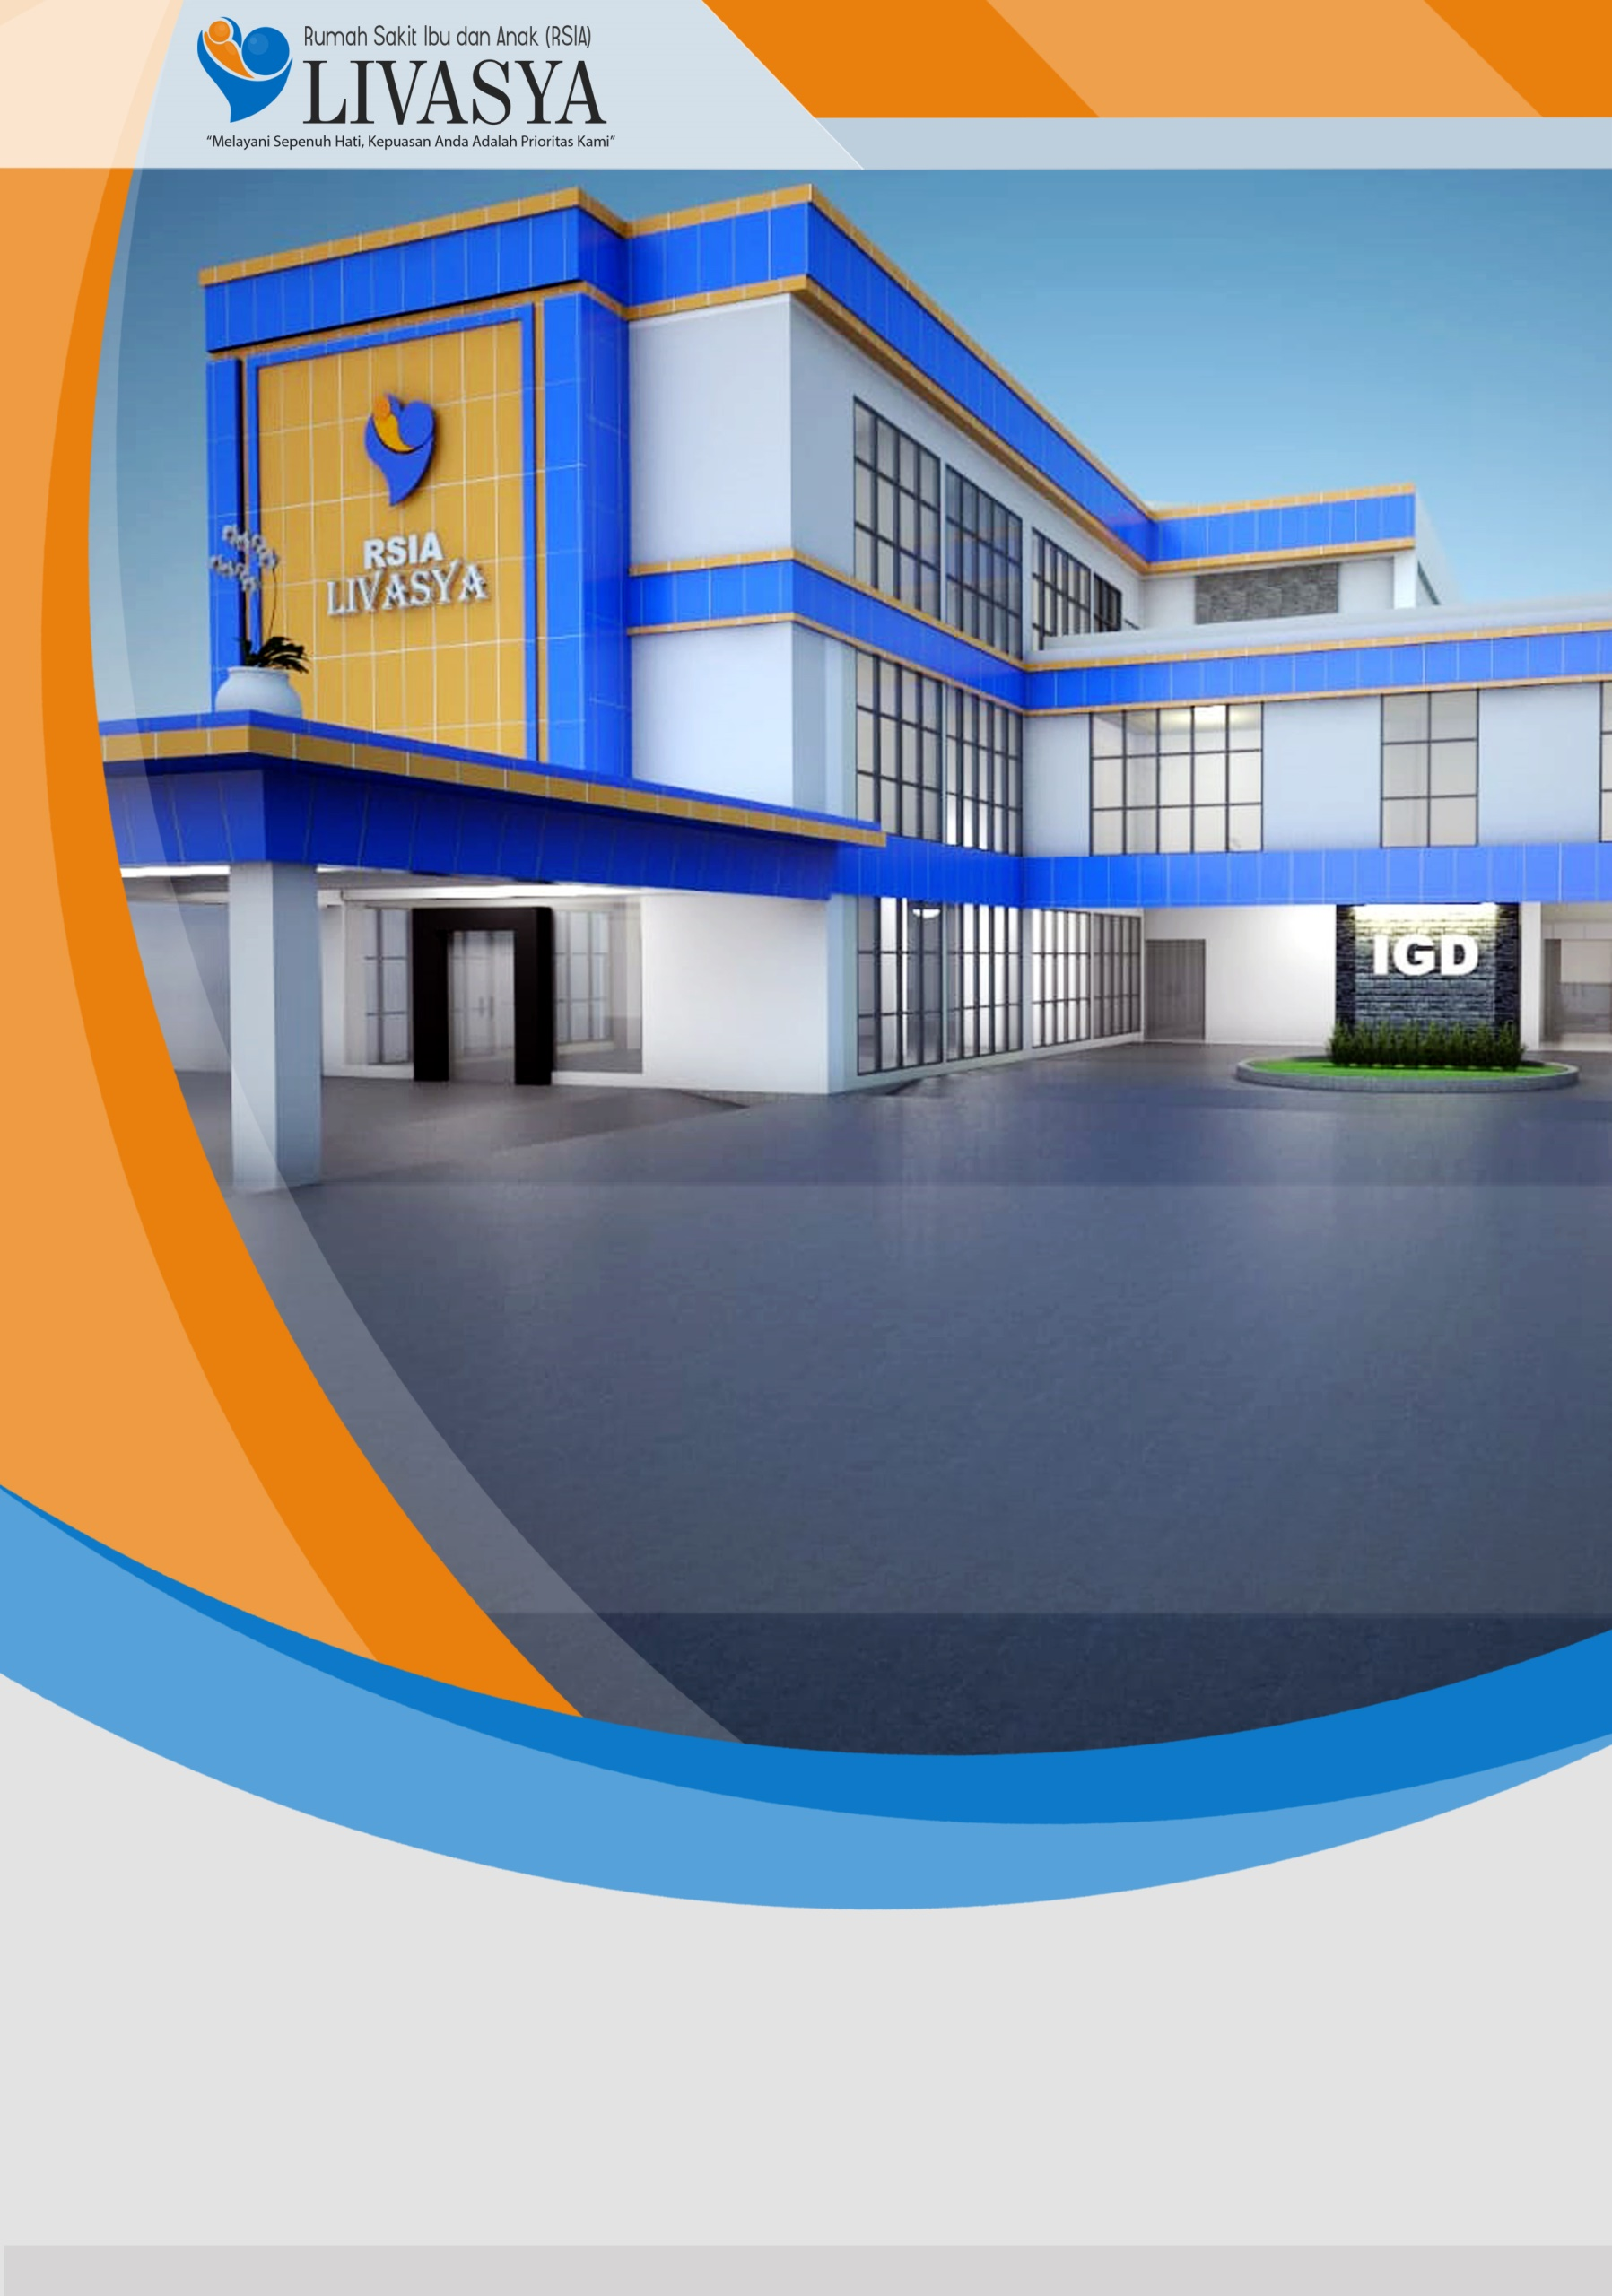 Rumah Sakit Ibu dan Anak (RSIA)
LIVASYA
“Melayani Sepenuh Hati, Kepuasan Anda Adalah Prioritas Kami”
RSIA
LIVASYA
IGD